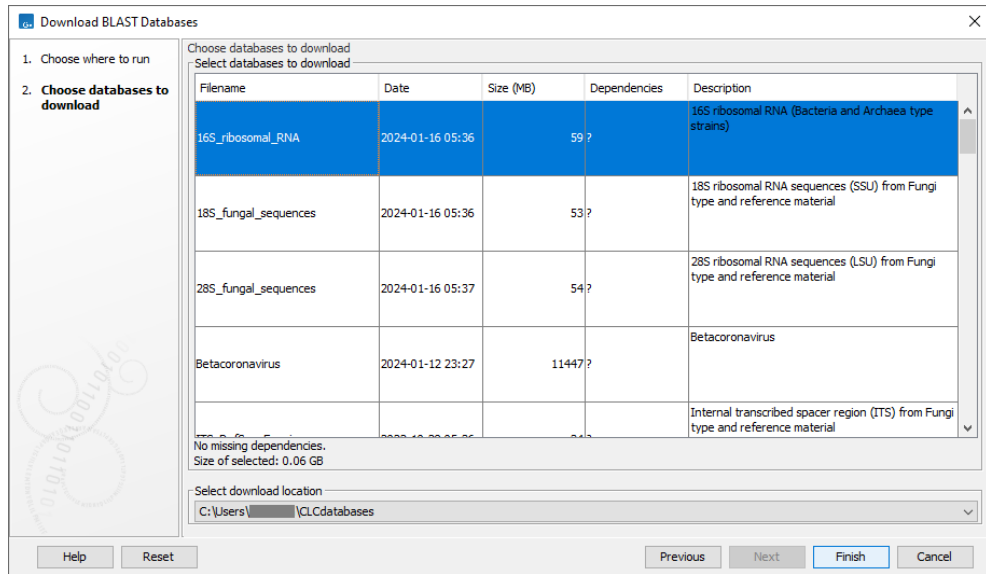 Download BLAST Databases
1. Choose where to run
2. Choose databases to
download
Choose databases to download
Select databases to download
Filename Date Size (MB) Dependencies Description
16S_ribosomal_RNA 2024-01-16 05:36 59 ? 16S ribosomal RNA (Bacteria and Archaea type
strains)
18S_fungal_sequences 2024-01-16 05:36 53 ? 18S ribosomal RNA sequences (SSU) from Fungi
type and reference material
28S_fungal_sequences 2024-01-16 05:37 54 ? 28S ribosomal RNA sequences (LSU) from Fungi
type and reference material
Betacoronavirus 2024-01-12 23:27 11447 ? Betacoronavirus
Internal transcribed spacer region (ITS) from Fungi
type and reference material
No missing dependencies.
Size of selected: 0.06 GB
Select download location
C:\Users\ \CLCdatabases
Help Reset Previous Next Finish Cancel